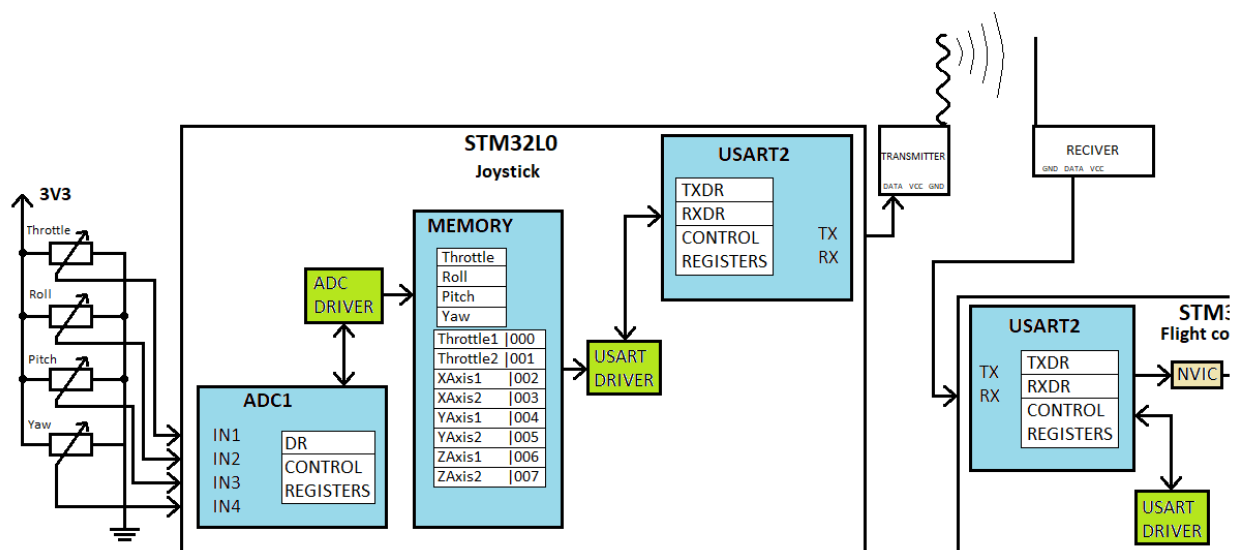 3V3
Throttle
Roll
Pitch
Yaw
STM32L0
Joystick
ADC
DRIVER
ADC1
IN1
IN2
IN3
IN4
DR
CONTROL
REGISTERS
MEMORY
Throttle
Roll
Pitch
Yaw
Throttle1 |000
Throttle2 |001
XAxis1 |002
XAxis2 |003
YAxis1 |004
YAxis2 |005
ZAxis1 |006
ZAxis2 |007
USART
DRIVER
USART2
TXDR
RXDR
CONTROL
REGISTERS
TX
RX
TRANSMITTER
DATA VCC GND
RECIVER
GND DATA VCC
Flight co
USART2
TX
RX
TXDR
RXDR
CONTROL
REGISTERS
NVIC
USART
DRIVER